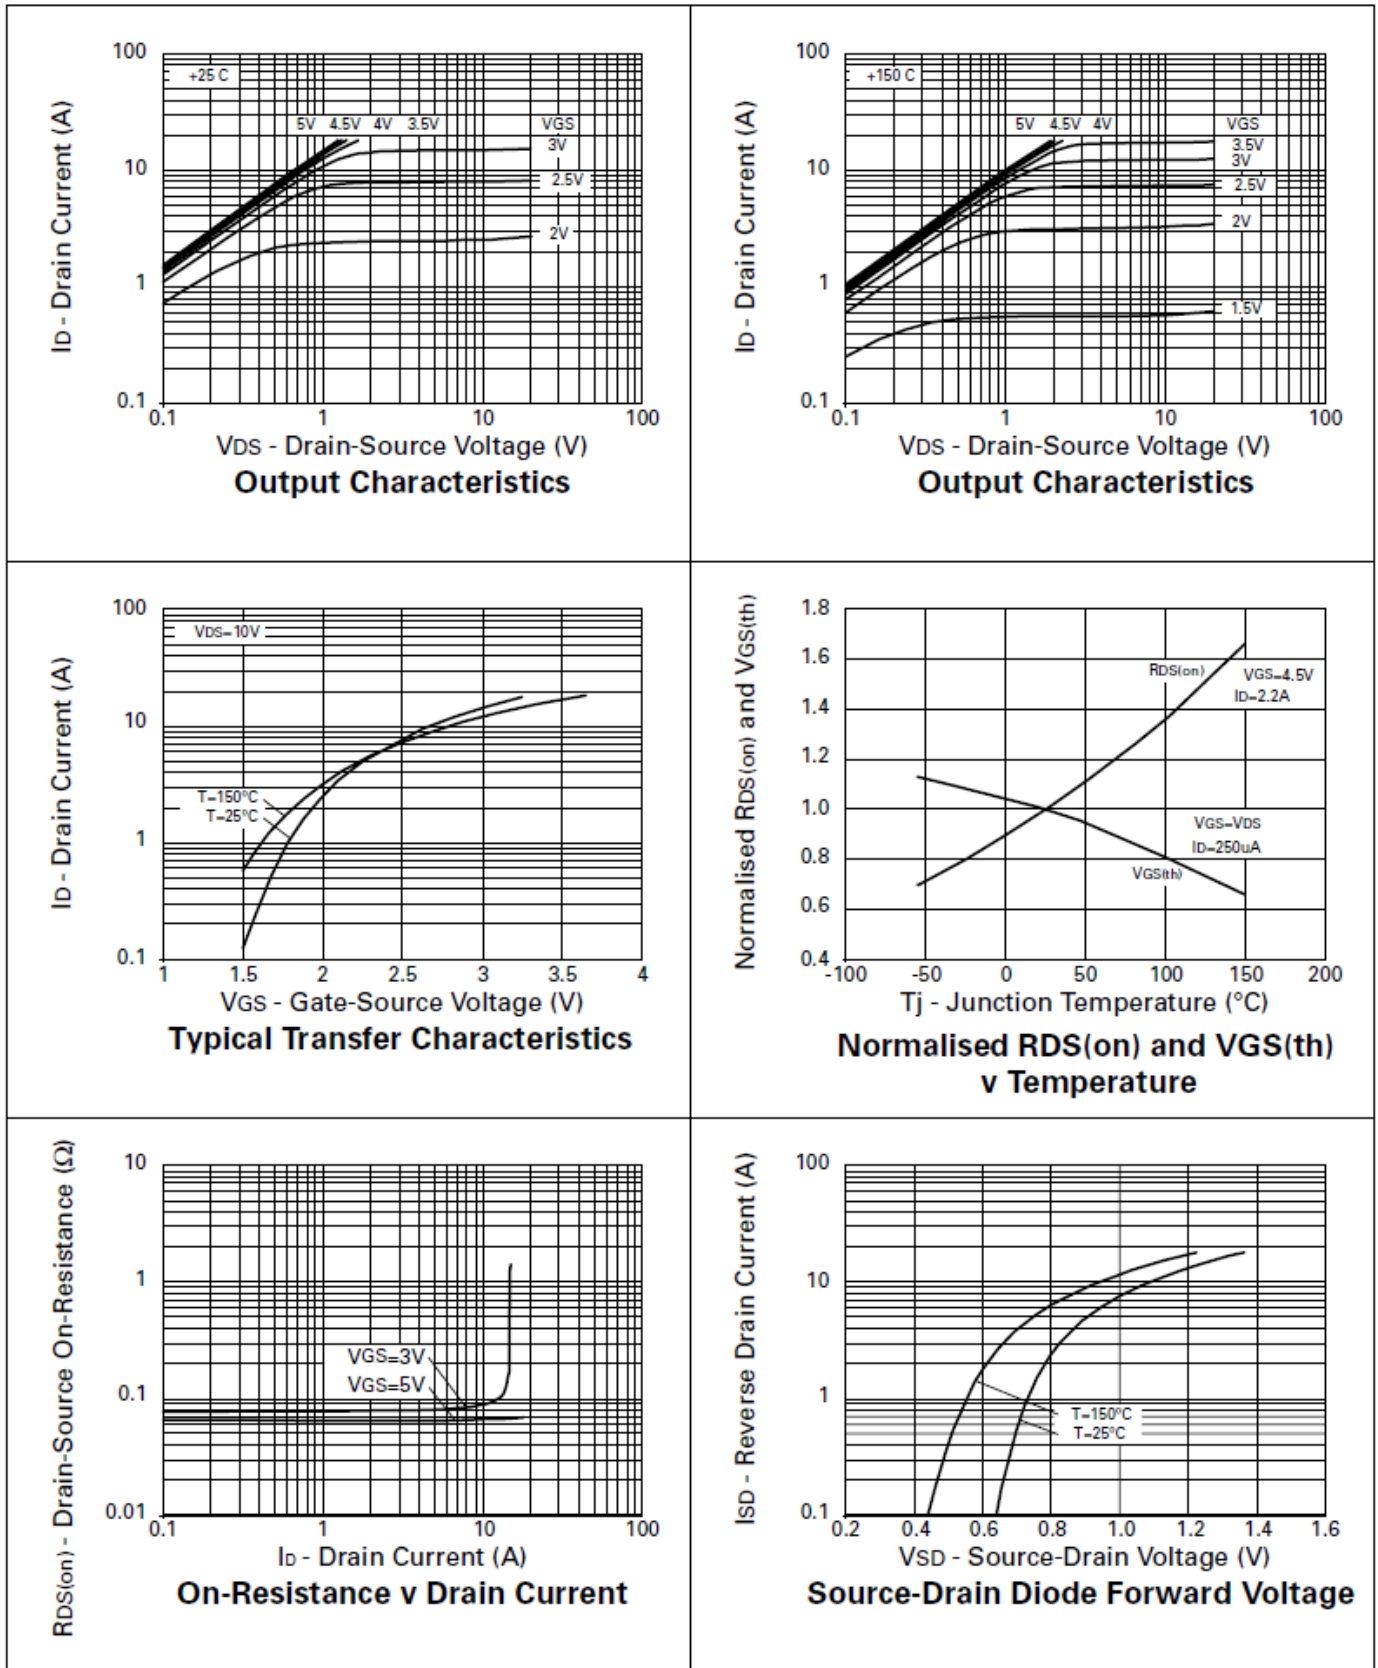 100
10
1
0.1
+25 C
5V 4.5V 4V 3.5V
VGS
3V
2.5V
2V
0.1 1 10 100
ID - Drain Current (A)
VDS - Drain-Source Voltage (V)
Output Characteristics
100
10
1
0.1
+150 C
5V 4.5V 4V
VGS
3.5V
3V
2.5V
2V
1.5V
0.1 1 10 100
ID - Drain Current (A)
VDS - Drain-Source Voltage (V)
Output Characteristics
100
10
1
0.1
VDS=10V
T=150°C
T=25°C
1 1.5 2 2.5 3 3.5 4
ID - Drain Current (A)
VGS - Gate-Source Voltage (V)
Typical Transfer Characteristics
1.8
1.6
1.4
1.2
1.0
0.8
0.6
0.4
RDS(on)
VGS=4.5V
ID=2.2A
VGS=VDS
ID=250uA
VGS(th)
-100 -50 0 50 100 150 200
Normalised RDS(on) and VGS(th)
Tj - Junction Temperature (°C)
Normalised RDS(on) and VGS(th)
v Temperature
10
1
0.1
0.01
VGS=3V
VGS=5V
0.1 1 10 100
RDS(on) - Drain-Source On-Resistance (Ω)
ID - Drain Current (A)
On-Resistance v Drain Current
100
10
1
0.1
T=150°C
T=25°C
0.2 0.4 0.6 0.8 1.0 1.2 1.4 1.6
ISD - Reverse Drain Current (A)
VSD - Source-Drain Voltage (V)
Source-Drain Diode Forward Voltage